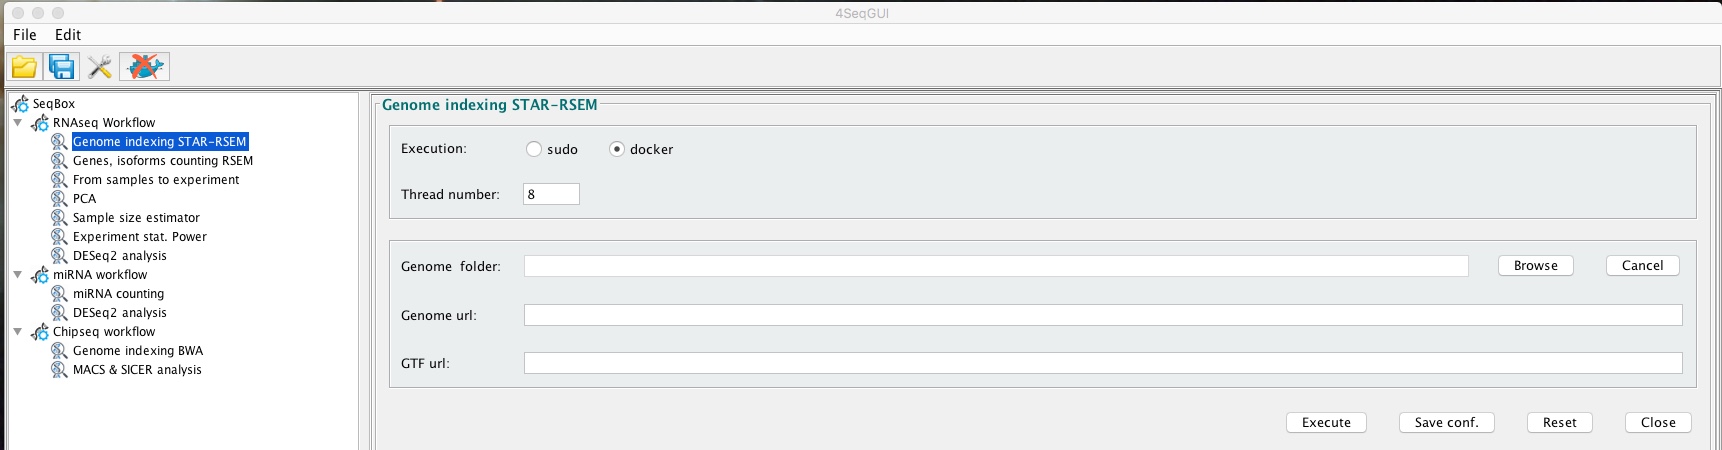 4SeqGUI
File Edit
SeqBox
RNAseq Workflow
Genome indexing STAR-RSEM
Genes, isoforms counting RSEM
From samples to experiment
PCA
Sample size estimator
Experiment stat. Power
DESeq2 analysis
miRNA workflow
miRNA counting
DESeq2 analysis
Chipseq workflow
Genome indexing BWA
MACS & SICER analysis
Genome indexing STAR-RSEM
Execution: sudo docker
Thread number: 8
Genome folder: Browse Cancel
Genome url:
GTF url:
Execute Save conf. Reset Close